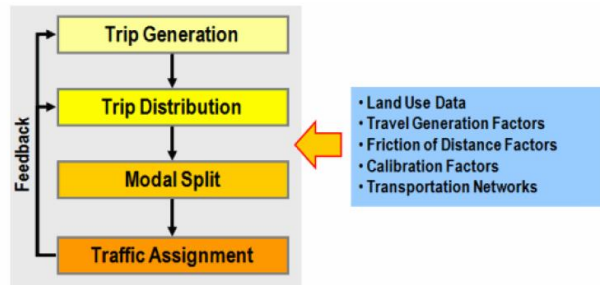 Trip Generation
Trip Distribution
Modal Split
Traffic Assignment
Feedback
• Land Use Data
• Travel Generation Factors
• Friction of Distance Factors
• Calibration Factors
• Transportation Networks